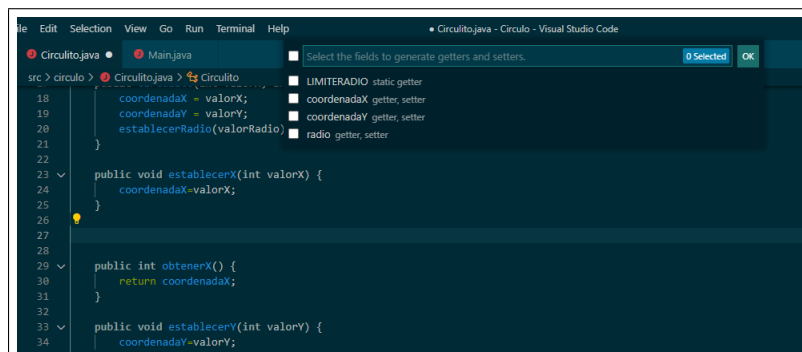 ile Edit Selection View Go Run Terminal Help ● Circulito.java - Circulo - Visual Studio Code
Circulito.java ● Main.java
Select the fields to generate getters and setters. 0 Selected OK
src > circulo > Circulito.java > Circulito
LIMITERADIO static getter
coordenadaX getter, setter
coordenadaY getter, setter
radio getter, setter
18 coordenadaX = valorX;
19 coordenadaY = valorY;
20 establecerRadio(valorRadio)
21 }
22
23 public void establecerX(int valorX) {
24 coordenadaX=valorX;
25 }
26
27
28
29 public int obtenerX() {
30 return coordenadaX;
31 }
32
33 public void establecerY(int valorY) {
34 coordenadaY=valorY;